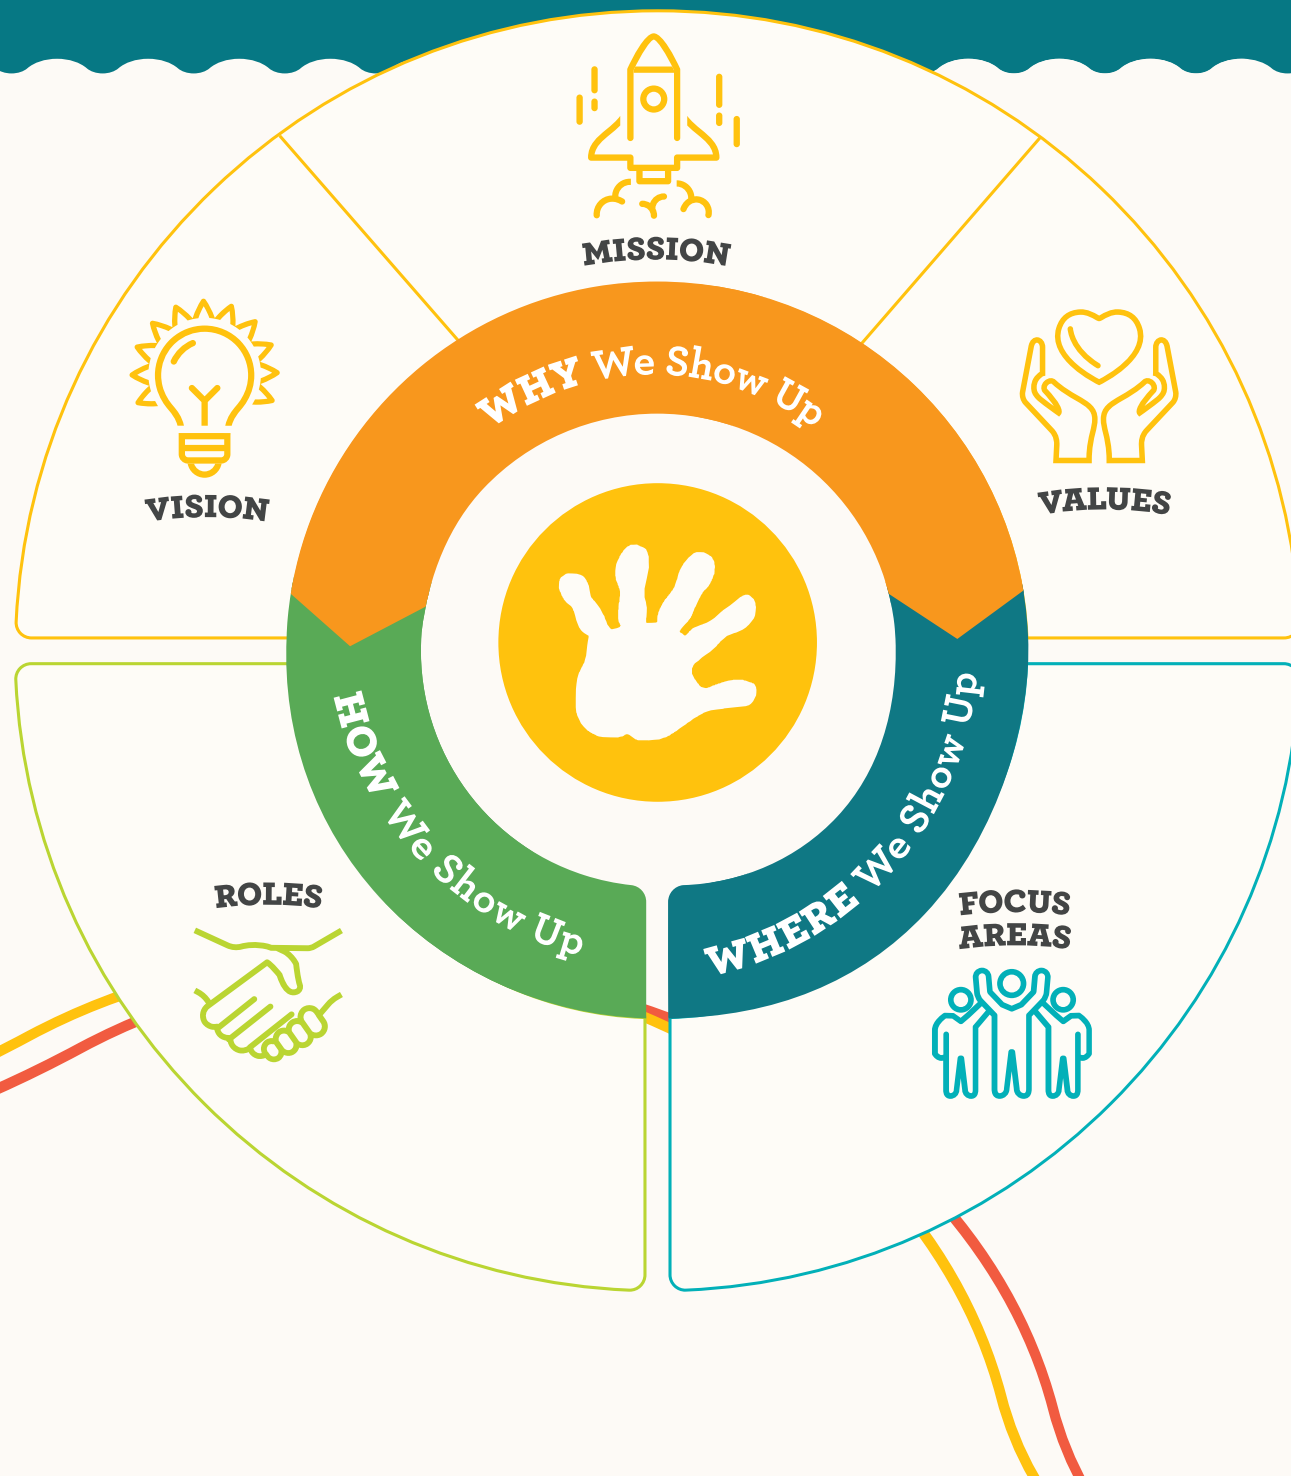 MISSION
WHY We Show Up
VISION
VALUES
HOW We Show Up
WHERE We Show Up
ROLES
FOCUS
AREAS